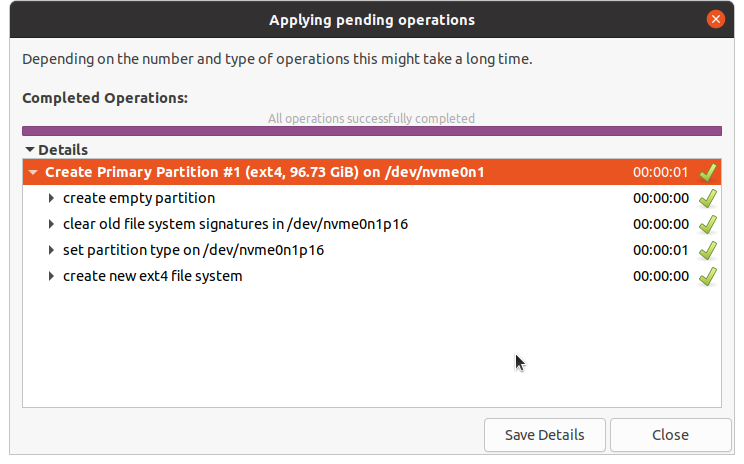 Applying pending operations
Depending on the number and type of operations this might take a long time.
Completed Operations:
All operations successfully completed
Details
Create Primary Partition #1 (ext4, 96.73 GiB) on /dev/nvme0n1 00:00:01
create empty partition 00:00:00
clear old file system signatures in /dev/nvme0n1p16 00:00:00
set partition type on /dev/nvme0n1p16 00:00:01
create new ext4 file system 00:00:00
Save Details Close